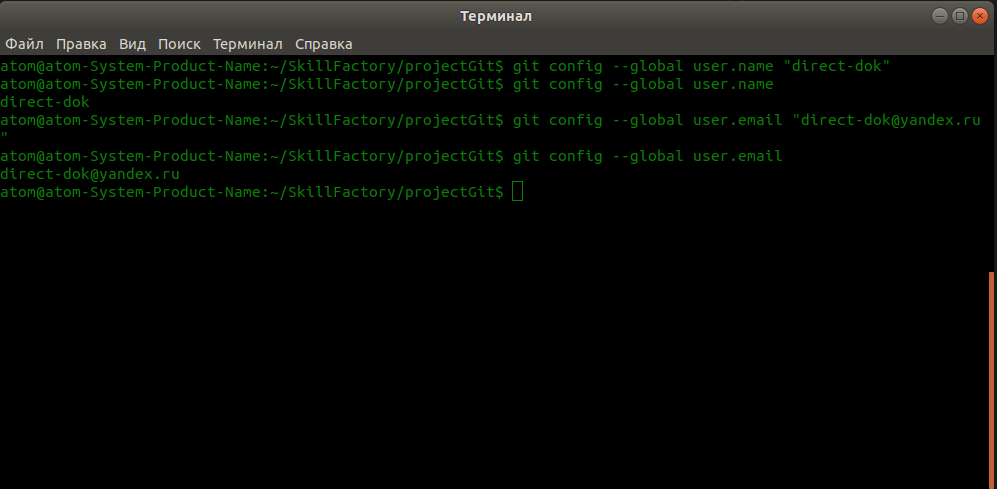 Терминал
Файл Правка Вид Поиск Терминал Справка
atom@atom-System-Product-Name:~/SkillFactory/projectGit$ git config --global user.name "direct-dok"
atom@atom-System-Product-Name:~/SkillFactory/projectGit$ git config --global user.name
direct-dok
atom@atom-System-Product-Name:~/SkillFactory/projectGit$ git config --global user.email "direct-dok@yandex.ru
"
atom@atom-System-Product-Name:~/SkillFactory/projectGit$ git config --global user.email
direct-dok@yandex.ru
atom@atom-System-Product-Name:~/SkillFactory/projectGit$